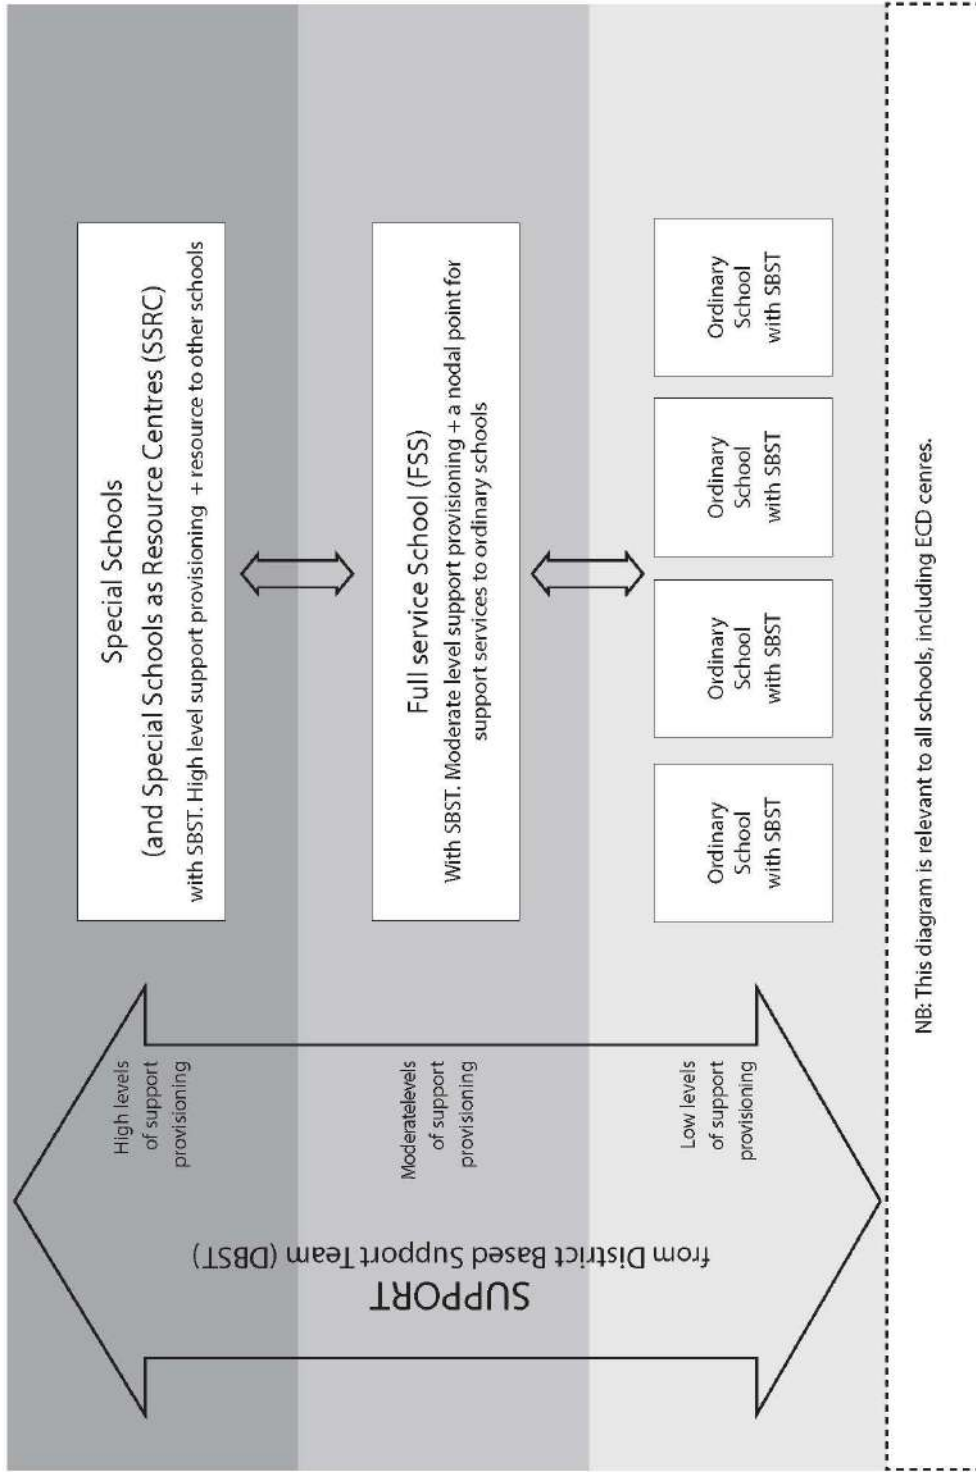 SUPPORT
from District Based Support Team (DBST)
High levels
of support
provisioning
Moderatelevels
of support
provisioning
Low levels
of support
provisioning
Special Schools
(and Special Schools as Resource Centres (SSRC)
with SBST. High level support provisioning + resource to other schools
Full service School (FSS)
With SBST. Moderate level support provisioning + a nodal point for
support services to ordinary schools
Ordinary
School
with SBST
Ordinary
School
with SBST
Ordinary
School
with SBST
Ordinary
School
with SBST
NB: This diagram is relevant to all schools, including ECD cenres.